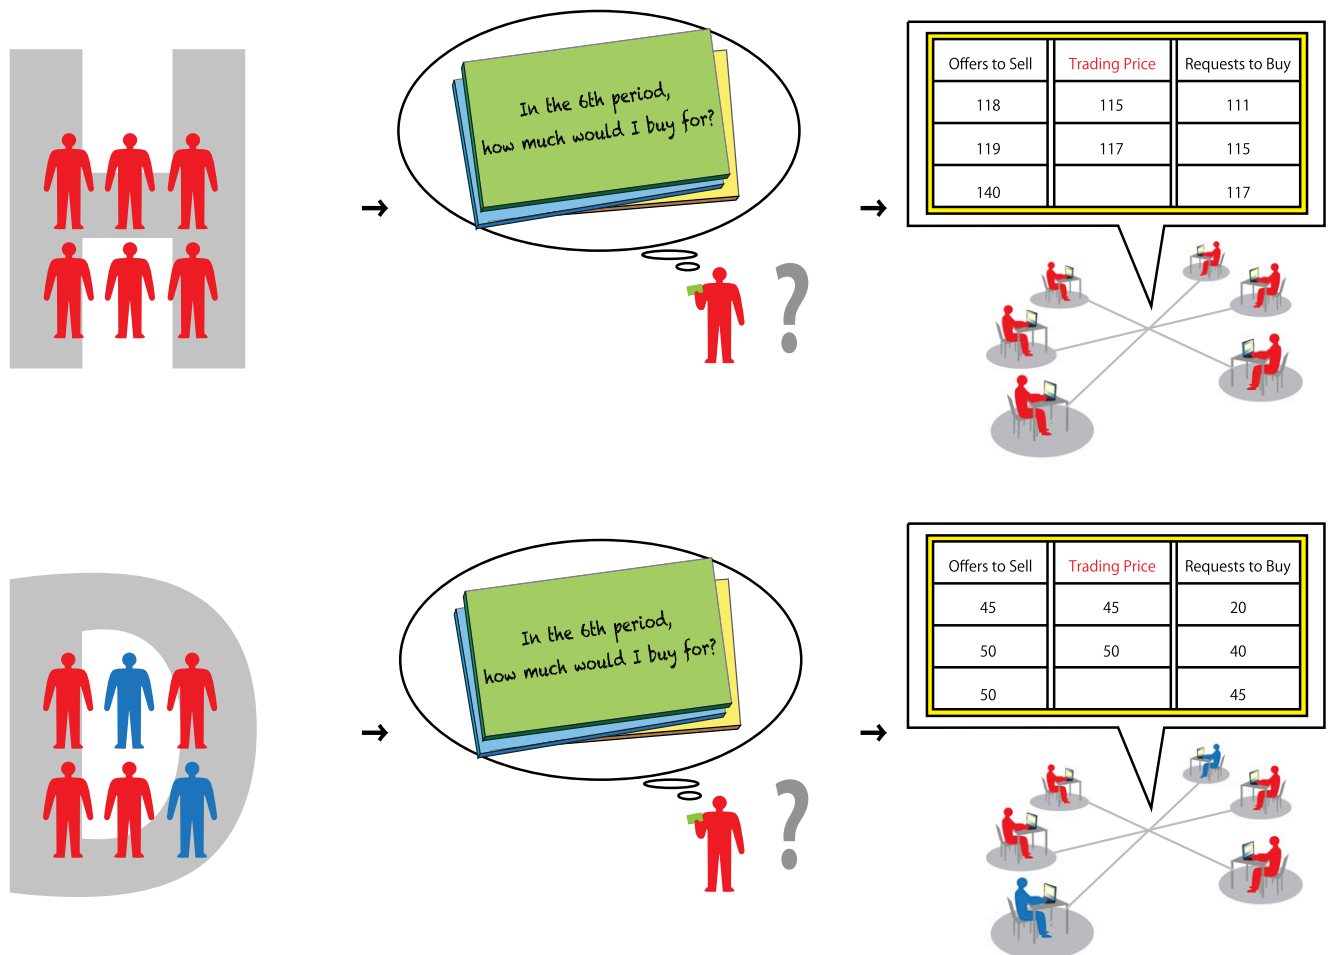 H
In the 6th period,
how much would I buy for?
?
Offers to Sell Trading Price Requests to Buy
118 115 111
119 117 115
140 117
D
In the 6th period,
how much would I buy for?
?
Offers to Sell Trading Price Requests to Buy
45 45 20
50 50 40
50 45